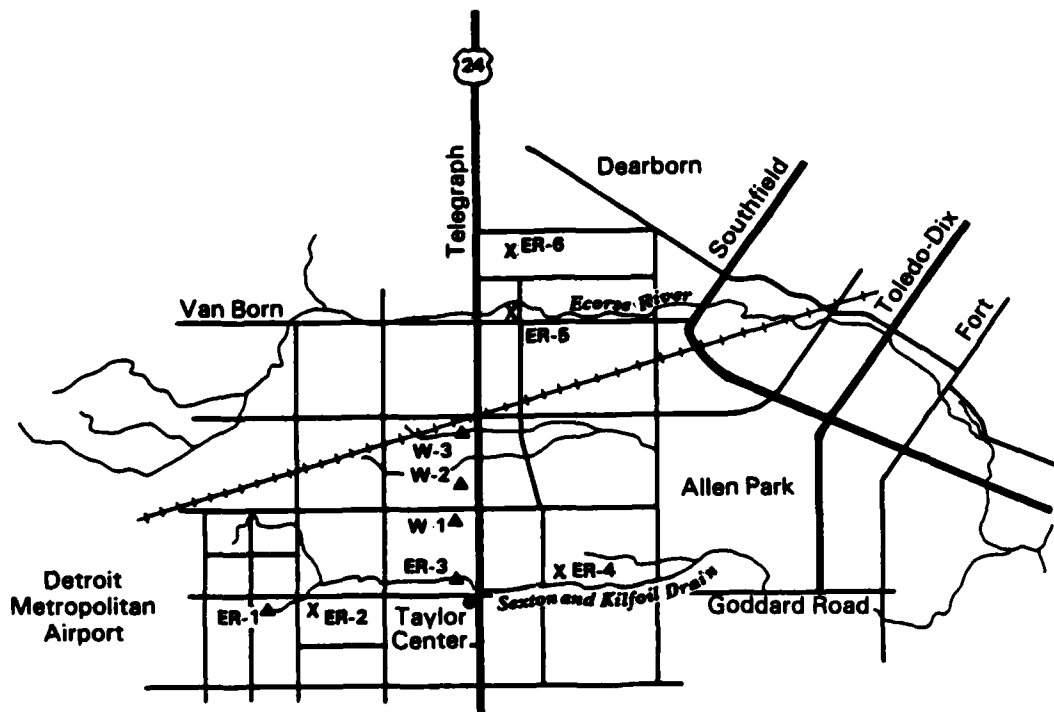 24
Telegraph
Dearborn
Southfield
Toledo-Dix
Fort
X ER-6
Van Born
Ecorse River
X
ER-5
W-3
W-2
W-1
Allen Park
ER-3
X ER-4
Sexton and Kilfoil Drain
Detroit
Metropolitan
Airport
ER-1
X ER-2
Taylor
Center
Goddard Road